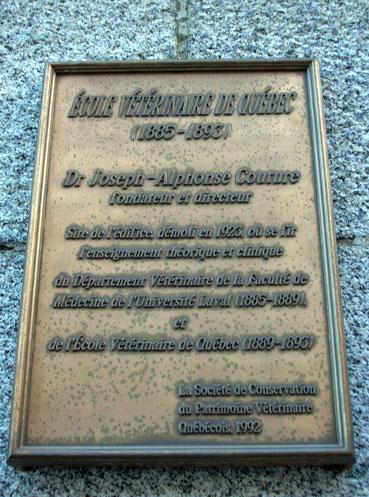 ÉCOLE VÉTÉRINAIRE DE QUÉBEC
(1885-1893)
Dr Joseph-Alphonse Couture
fondateur et directeur
Site de l'édifice, démoli en 1923, où se fit
l'enseignement théorique et clinique
du Département Vétérinaire de la Faculté de
Médecine de l'Université Laval (1885-1889),
et
de l'École Vétérinaire de Québec (1889-1893)
La Société de Conservation
du Patrimoine Vétérinaire
Québécois, 1992